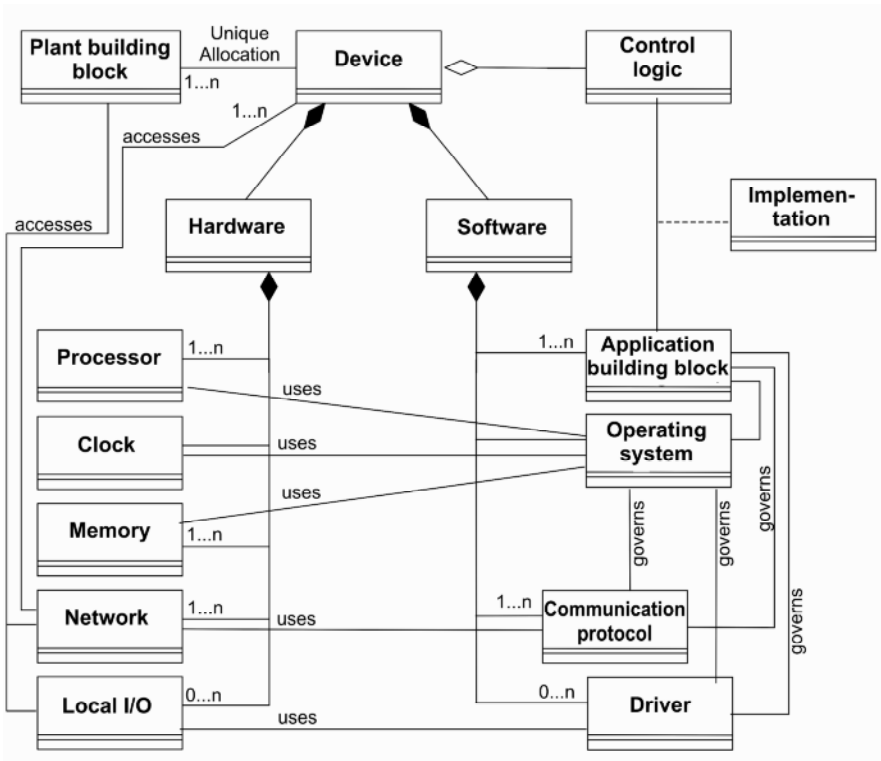 Plant building
block
Unique
Allocation
1...n
Device
Control
logic
1...n
accesses
accesses
Implemen-
tation
Hardware
Software
Processor
1...n
uses
1...n
Application
building block
Clock
uses
Operating
system
Memory
uses
1...n
governs
governs
governs
Network
1...n
uses
1...n
Communication
protocol
governs
Local I/O
0...n
uses
0...n
Driver